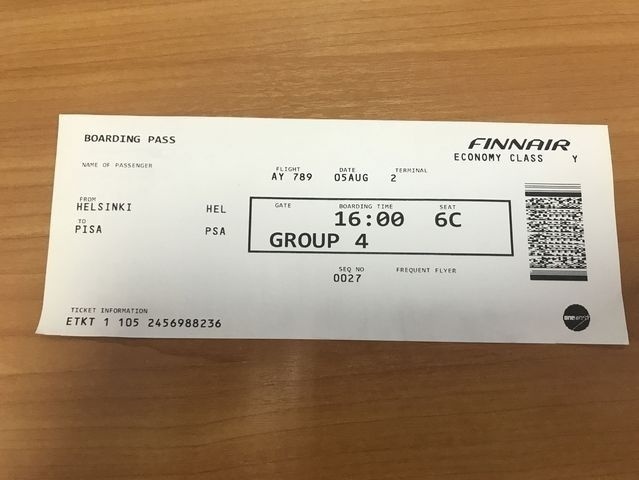 BOARDING PASS
FINNAIR
ECONOMY CLASS Y
NAME OF PASSENGER
FLIGHT DATE TERMINAL
AY 789 05AUG 2
FROM
HELSINKI HEL
TO
PISA PSA
GATE BOARDING TIME SEAT
16:00 6C
GROUP 4
SEQ NO FREQUENT FLYER
0027
TICKET INFORMATION
ETKT 1 105 2456988236
oneworld